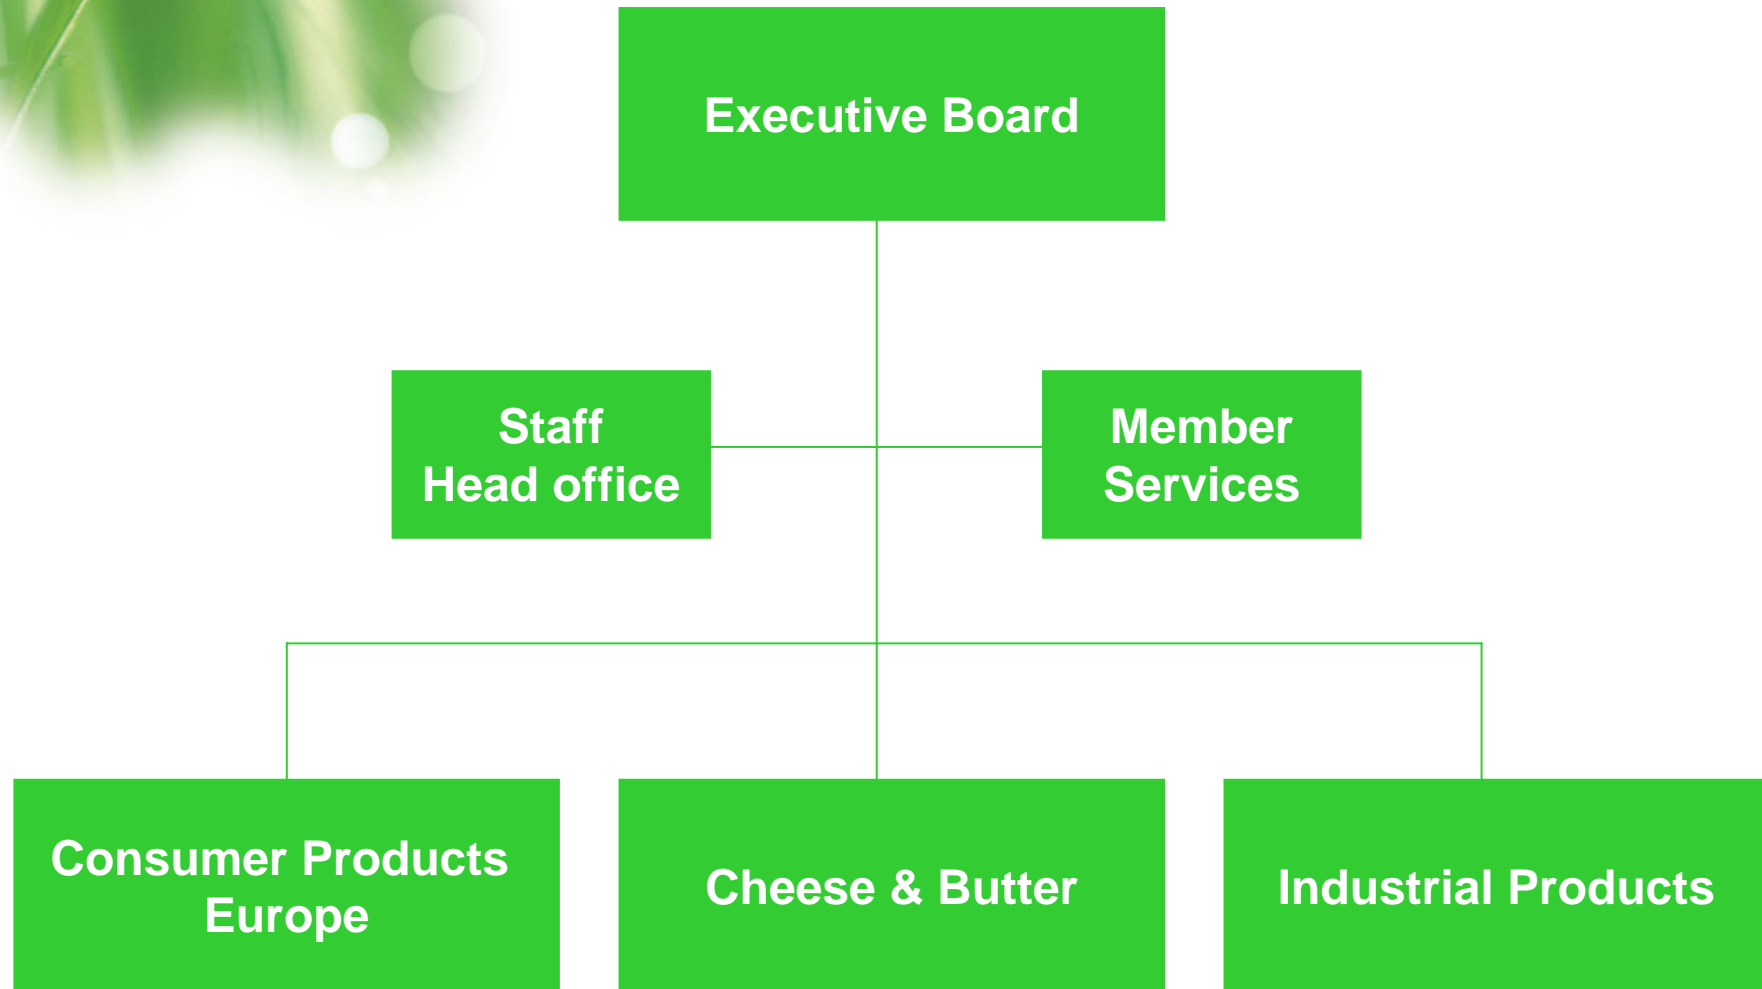 Executive Board
Staff
Head office
Member
Services
Consumer Products
Europe
Cheese & Butter
Industrial Products